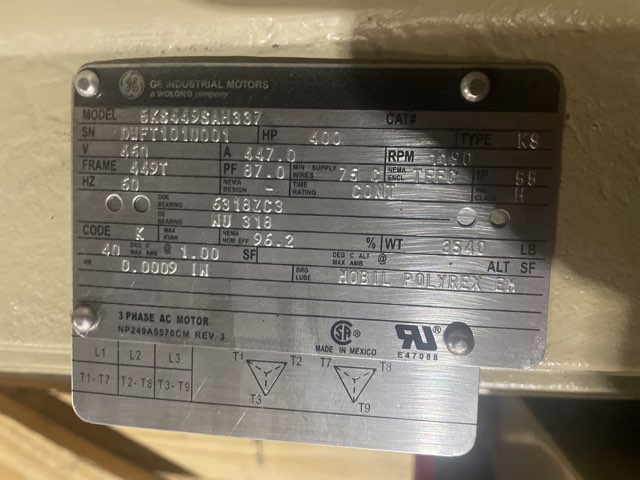 GE INDUSTRIAL MOTORS
a WOLONG company
MODEL 5KS449SAH337 CAT#
SN HP 400 TYPE KS
V 460 A 447.0 RPM
FRAME 449T PF 87.0 MIN SUPPLY WIRES 75 C NEMA ENCL TEFC IP 55
HZ 60 NEMA DESIGN - TIME RATING CONT INS CLASS
ODE BEARING 6318ZC3
DE BEARING NU 318
CODE K MAX KVAR NEMA NOM EFF 96.2 % WT 3540 LB
40 DEG C MAX AMB @ 1.00 SF DEG C ALT MAX AMB @ ALT SF
VIB 0.0009 IN BRG LUBE MOBIL POLYREX EM
3 PHASE AC MOTOR
NP249A5570CM REV. 3
MADE IN MEXICO
E47088
L1 L2 L3
T1-T7 T2-T8 T3-T9
T1 T2 T3
T7 T8 T9